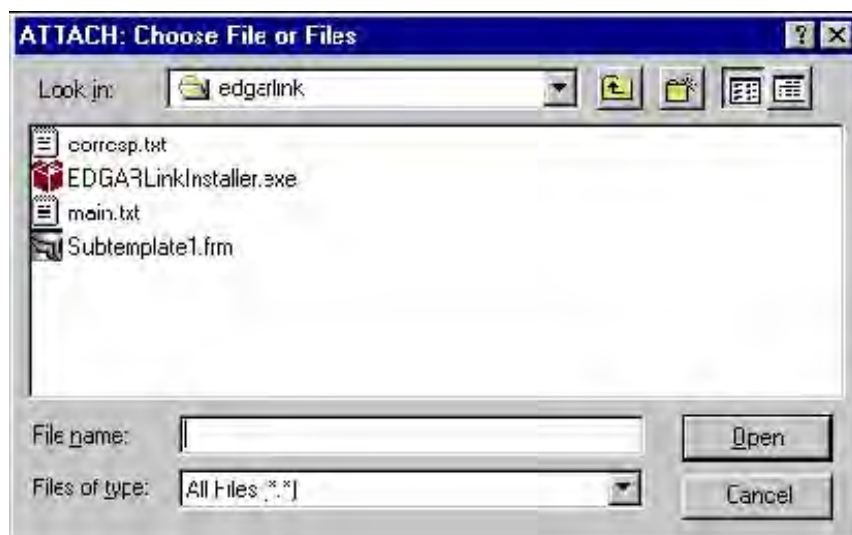 ATTACH: Choose File or Files
Look in: edgarlink
corresp.txt
EDGARLinkInstaller.exe
main.txt
Subtemplate1.frm
File name: Open
Files of type: All Files (*.*) Cancel